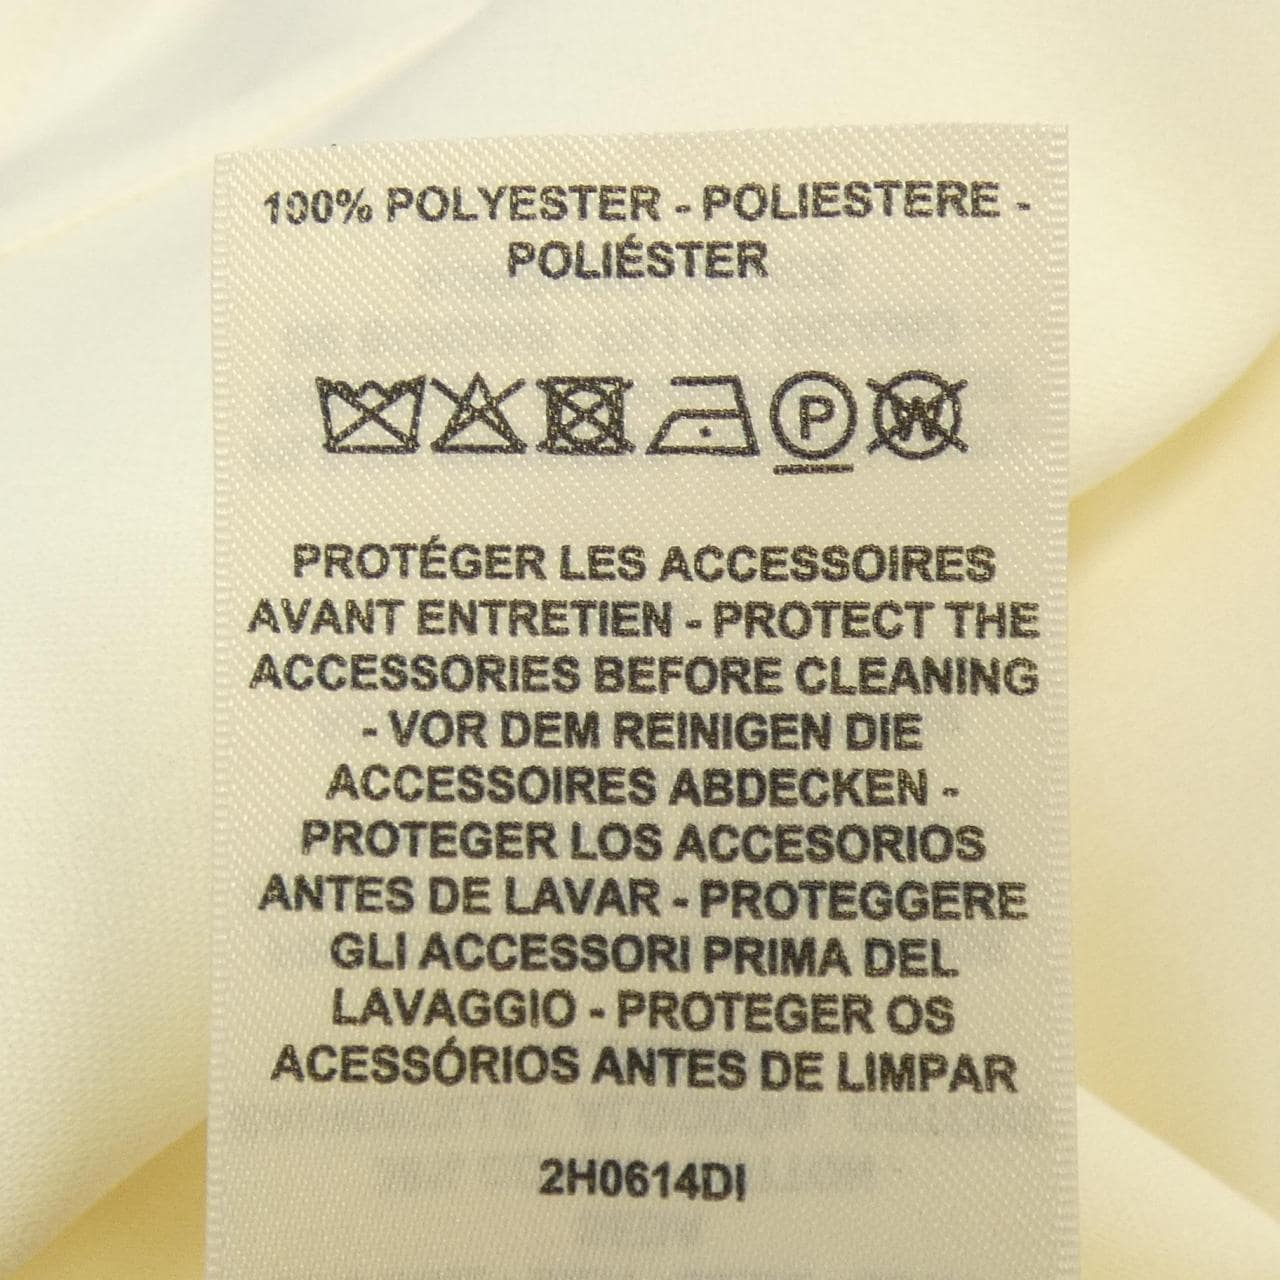 100% POLYESTER - POLIESTERE -
POLIÉSTER
P W
PROTÉGER LES ACCESSOIRES
AVANT ENTRETIEN - PROTECT THE
ACCESSORIES BEFORE CLEANING
- VOR DEM REINIGEN DIE
ACCESSOIRES ABDECKEN -
PROTEGER LOS ACCESORIOS
ANTES DE LAVAR - PROTEGGERE
GLI ACCESSORI PRIMA DEL
LAVAGGIO - PROTEGER OS
ACESSÓRIOS ANTES DE LIMPAR
2H0614DI